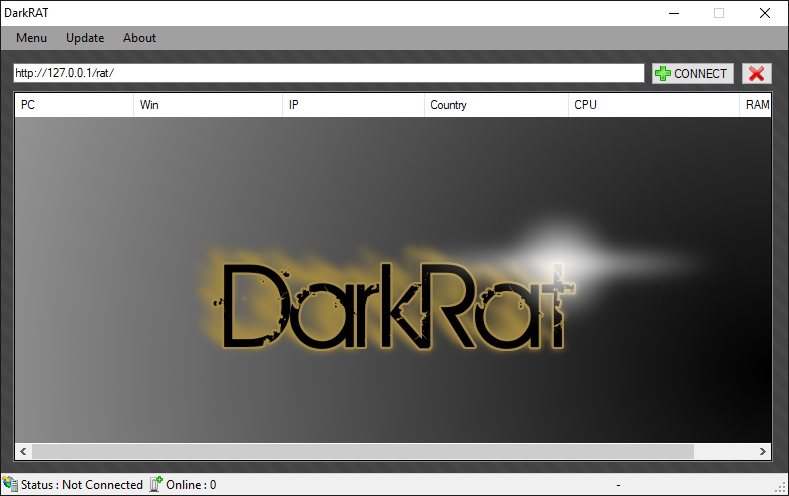 DarkRAT
Menu Update About
http://127.0.0.1/rat/ CONNECT
PC Win IP Country CPU RAM
DarkRat
Status : Not Connected Online : 0 -